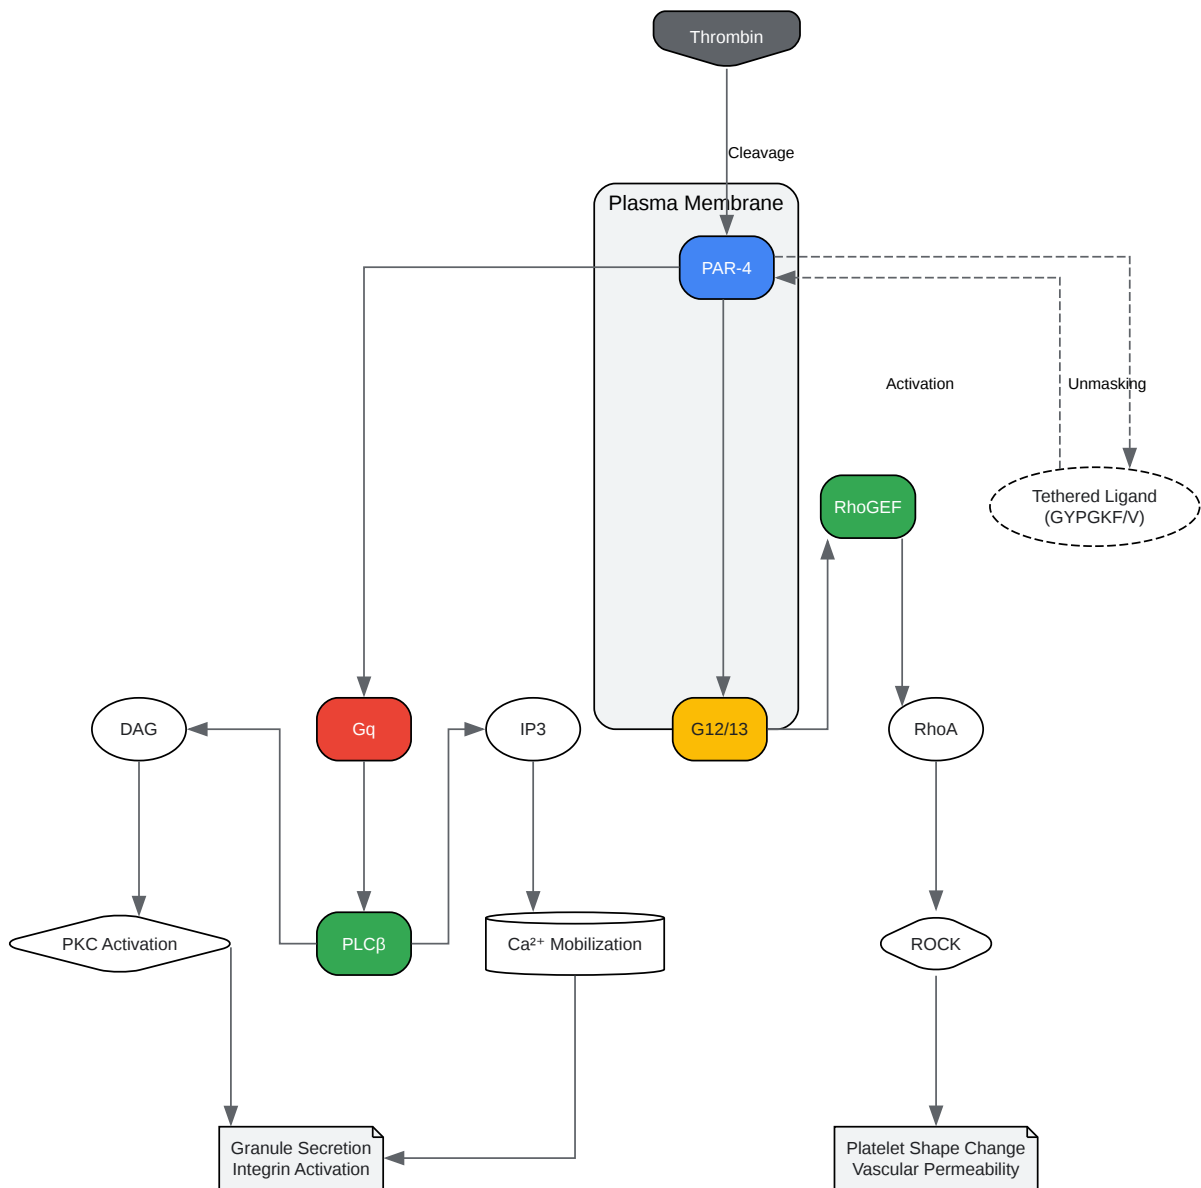 Thrombin
Cleavage
Plasma Membrane
PAR-4
Activation
Unmasking
Tethered Ligand
(GYPGKF/V)
RhoGEF
DAG
Gq
IP3
G12/13
RhoA
PKC Activation
PLCβ
Ca²⁺ Mobilization
ROCK
Granule Secretion
Integrin Activation
Platelet Shape Change
Vascular Permeability